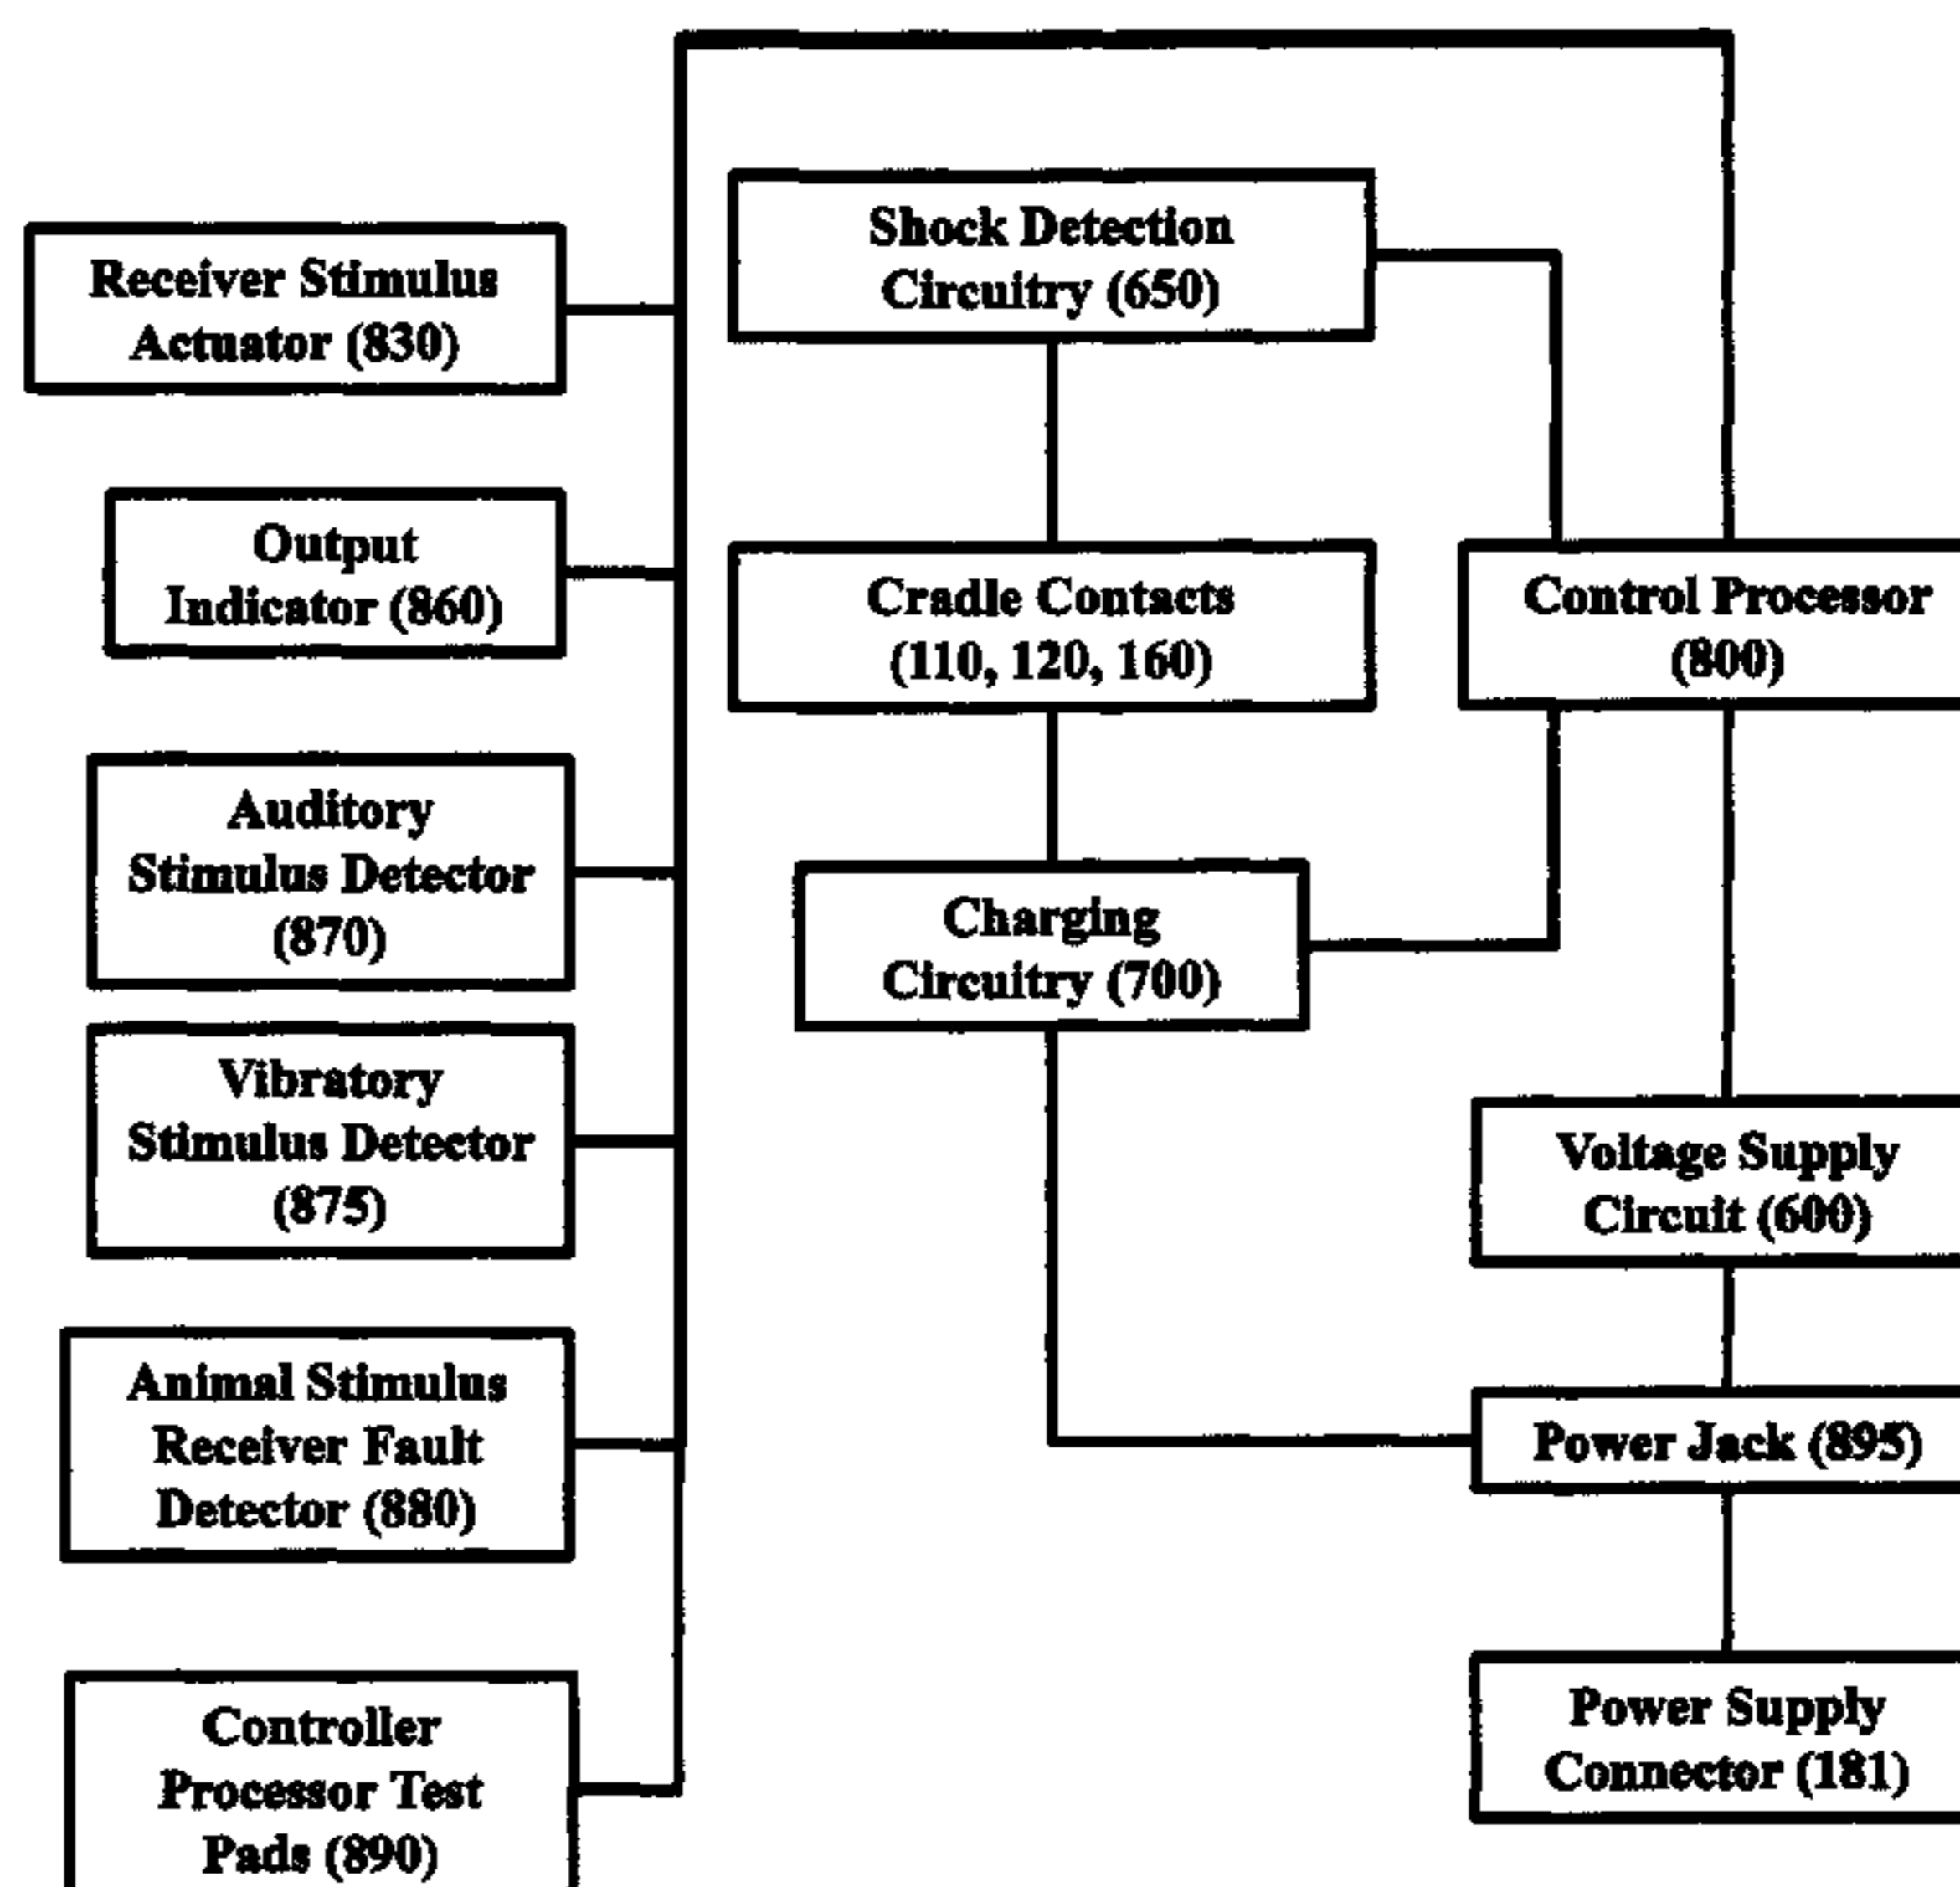 Receiver Stimulus
Actuator (830)
Output
Indicator (860)
Auditory
Stimulus Detector
(870)
Vibratory
Stimulus Detector
(875)
Animal Stimulus
Receiver Fault
Detector (880)
Controller
Processor Test
Pads (890)
Shock Detection
Circuitry (650)
Cradle Contacts
(110, 120, 160)
Charging
Circuitry (700)
Control Processor
(800)
Voltage Supply
Circuit (600)
Power Jack (895)
Power Supply
Connector (181)